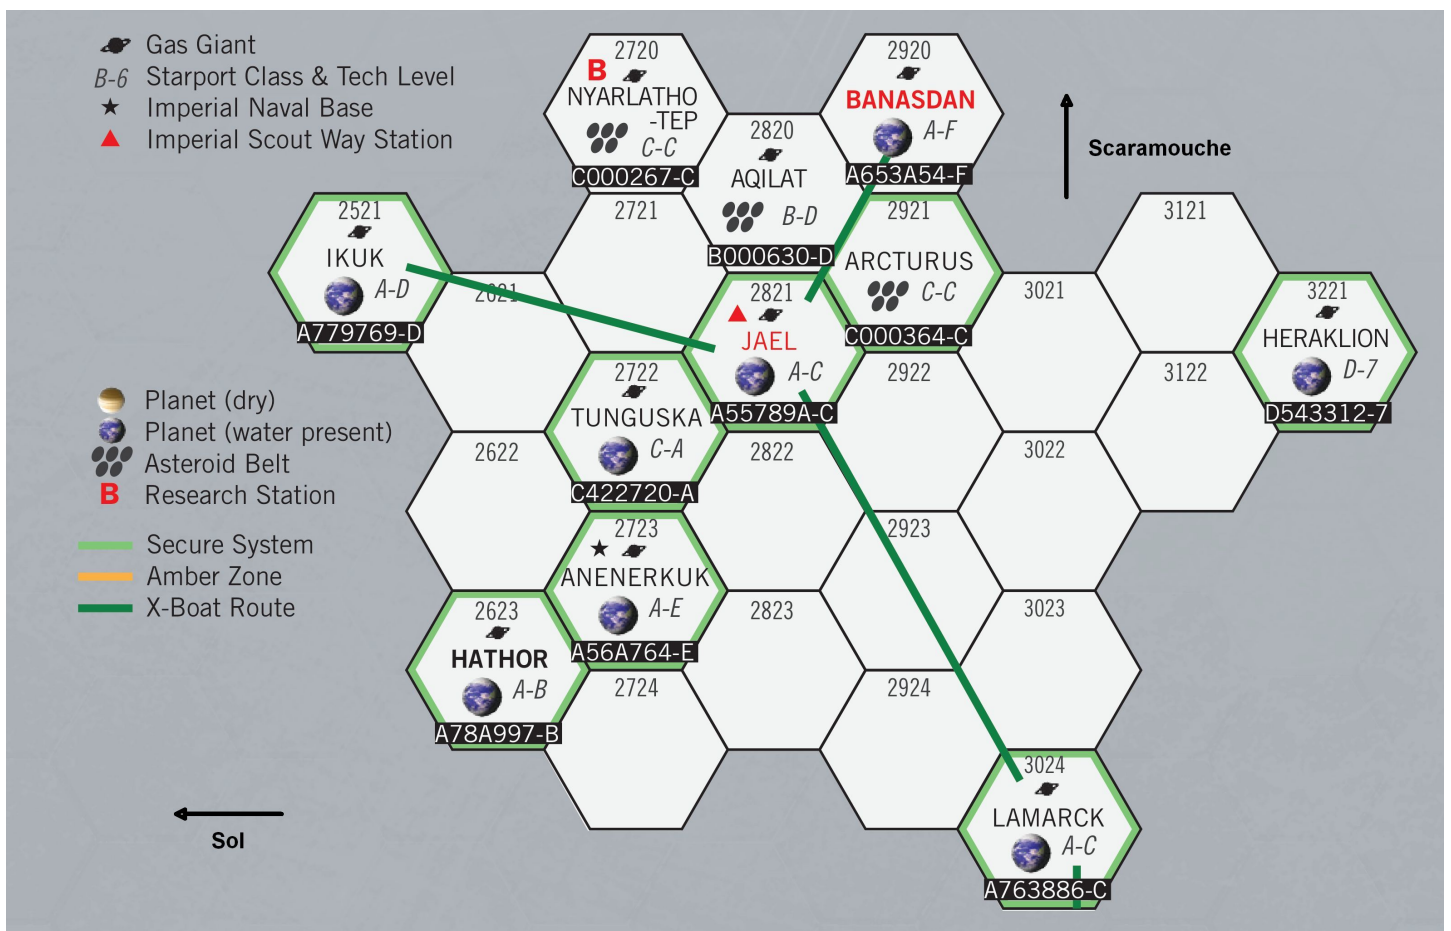 Gas Giant
B-6 Starport Class & Tech Level
Imperial Naval Base
Imperial Scout Way Station
2720
B
NYARLATHO
-TEP
C-C
C000267-C
2820
AQILAT
B-D
B000630-D
2920
BANASDAN
A-F
A653A54-F
Scaramouche
2521
IKUK
A-D
A779769-D
2621
2721
2821
JAEL
A-C
A55789A-C
2921
ARCTURUS
C-C
C000364-C
3021
3121
3221
HERAKLION
D-7
D543312-7
Planet (dry)
Planet (water present)
Asteroid Belt
B Research Station
Secure System
Amber Zone
X-Boat Route
2622
2722
TUNGUSKA
C-A
C422720-A
2822
2922
3022
3122
2623
HATHOR
A-B
A78A997-B
2723
ANENERKUK
A-E
A56A764-E
2823
2923
3023
2724
2924
3024
LAMARCK
A-C
A763886-C
Sol